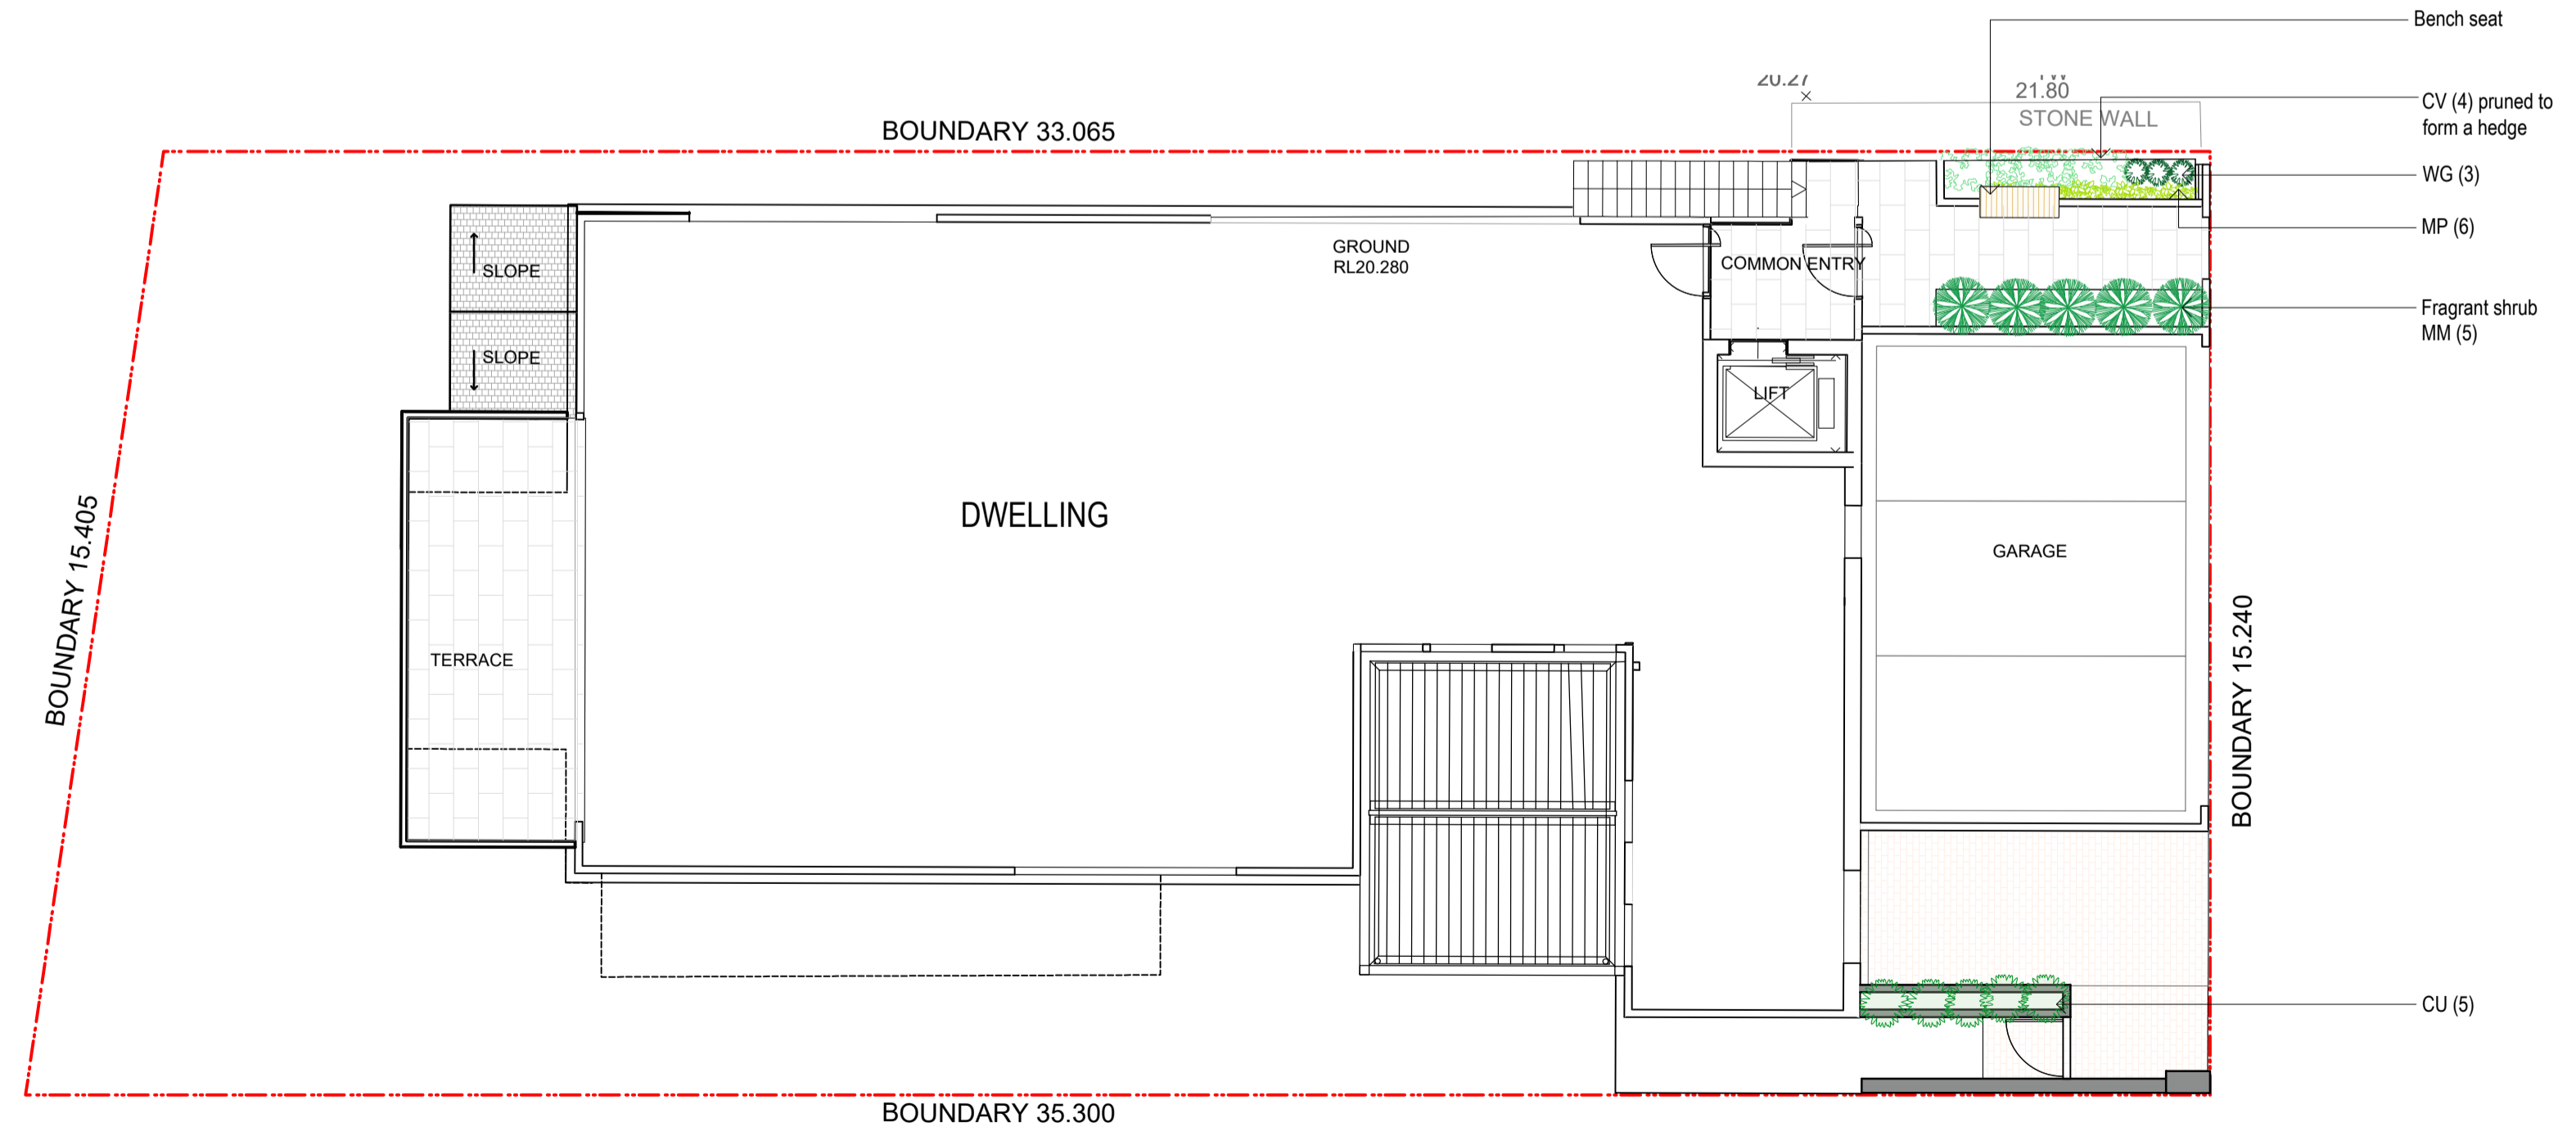 Bench seat
20.27
21.80
STONE WALL
CV (4) pruned to
form a hedge
BOUNDARY 33.065
WG (3)
MP (6)
GROUND
RL20.280
COMMON ENTRY
SLOPE
Fragrant shrub
MM (5)
SLOPE
LIFT
DWELLING
GARAGE
BOUNDARY 15.405
TERRACE
BOUNDARY 15.240
CU (5)
BOUNDARY 35.300